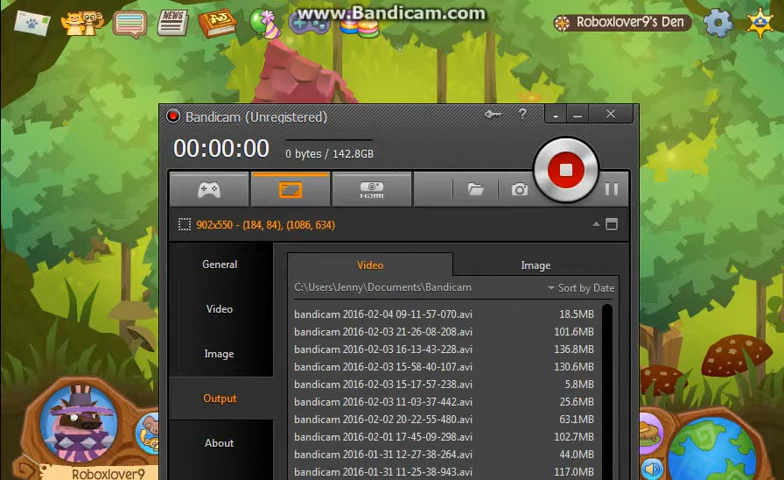 www.Bandicam.com
NEWS
Roboxlover9's Den
Bandicam (Unregistered)
?
00:00:00
0 bytes / 142.8GB
HDMI
902x550 - (184, 84), (1086, 634)
General
Video
Image
Output
About
Video
Image
C:\Users\Jenny\Documents\Bandicam
Sort by Date
bandicam 2016-02-04 09-11-57-070.avi 18.5MB
bandicam 2016-02-03 21-26-08-208.avi 101.6MB
bandicam 2016-02-03 16-13-43-228.avi 136.8MB
bandicam 2016-02-03 15-58-40-107.avi 130.6MB
bandicam 2016-02-03 15-17-57-238.avi 5.8MB
bandicam 2016-02-03 11-03-37-442.avi 25.6MB
bandicam 2016-02-02 20-22-55-480.avi 63.1MB
bandicam 2016-02-01 17-45-09-298.avi 102.7MB
bandicam 2016-01-31 12-27-38-264.avi 44.0MB
bandicam 2016-01-31 11-25-38-943.avi 117.0MB
Roboxlover9